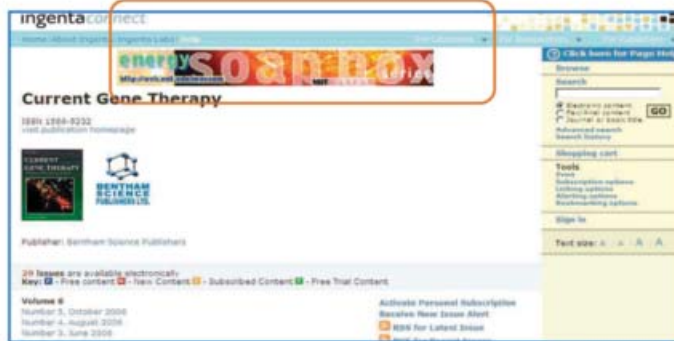 ingentaconnect
Home About Ingenta Ingenta Labs Help
For Librarians
energy soapbox series
Click here for Page Help
Browse
Search
Electronic content
GO
Journal or book title
Advanced search
Search history
Shopping cart
Tools
Print
Subscription options
Linking options
Alerting options
Bookmarking options
Sign in
Text size: A A A A
Current Gene Therapy
ISSN 1566-5232
visit publication homepage
CURRENT
GENE THERAPY
BENTHAM
SCIENCE
PUBLISHERS LTD.
Publisher: Bentham Science Publishers
29 Issues are available electronically
Key: F - Free content N - New Content S - Subscribed Content T - Free Trial Content
Volume 6
Number 5, October 2006
Number 4, August 2006
Number 3, June 2006
Activate Personal Subscription
Receive New Issue Alert
RSS for Latest Issue